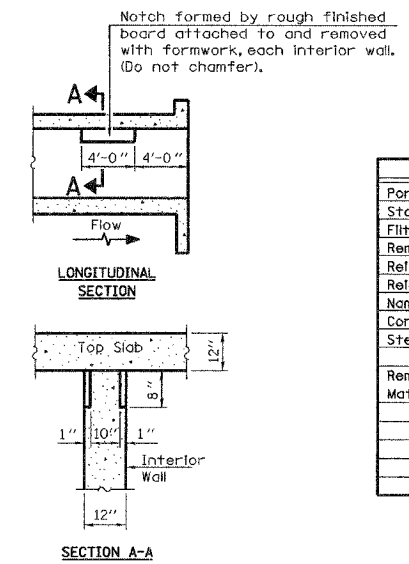 Notch formed by rough finished
board attached to and removed
with formwork, each interior wall.
(Do not chamfer).
A
4'-0" 4'-0"
A
Flow
LONGITUDINAL
SECTION
Top Slab
12"
8"
1" 10" 1"
Interior
Wall
12"
SECTION A-A
Por
Sto
Filt
Rem
Rei
Rei
Nam
Con
Ste
Rem
Mat